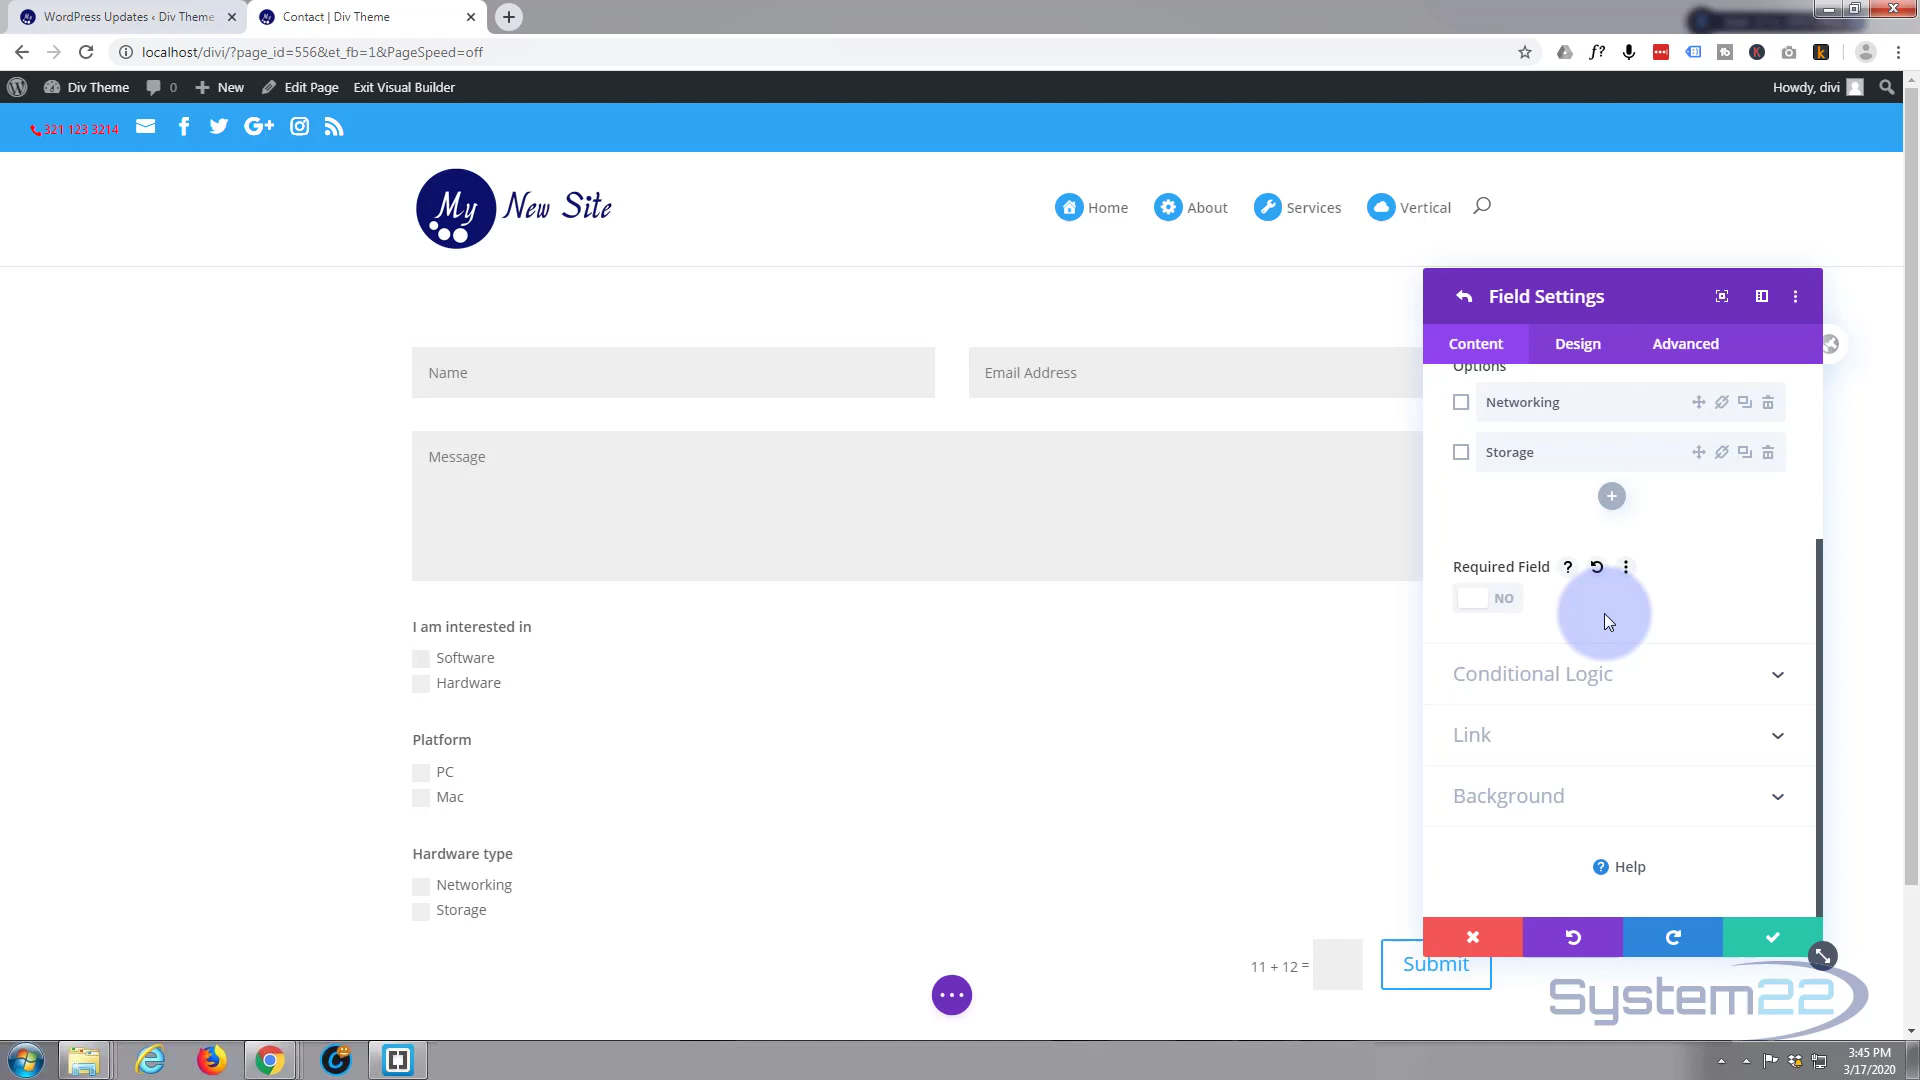 WordPress Updates ‹ Div Theme
Contact | Div Theme
localhost/divi/?page_id=556&et_fb=1&PageSpeed=off
Div Theme 0 New Edit Page Exit Visual Builder
Howdy, divi
321 123 3214
My New Site
Home About Services Vertical
Field Settings
Content Design Advanced
Options
Networking
Storage
Required Field
NO
Conditional Logic
Link
Background
Help
Name
Email Address
Message
I am interested in
Software
Hardware
Platform
PC
Mac
Hardware type
Networking
Storage
11 + 12 =
Submit
System22
3:45 PM
3/17/2020